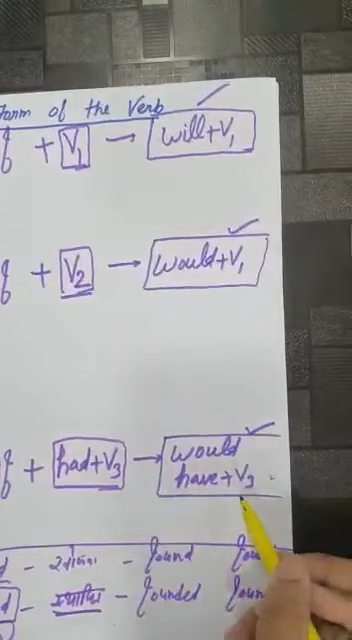 Form of the Verb
If + V₁ → will+V₁
If + V₂ → would+V₁
If + had+V₃ → would
have+V₃
found
founded